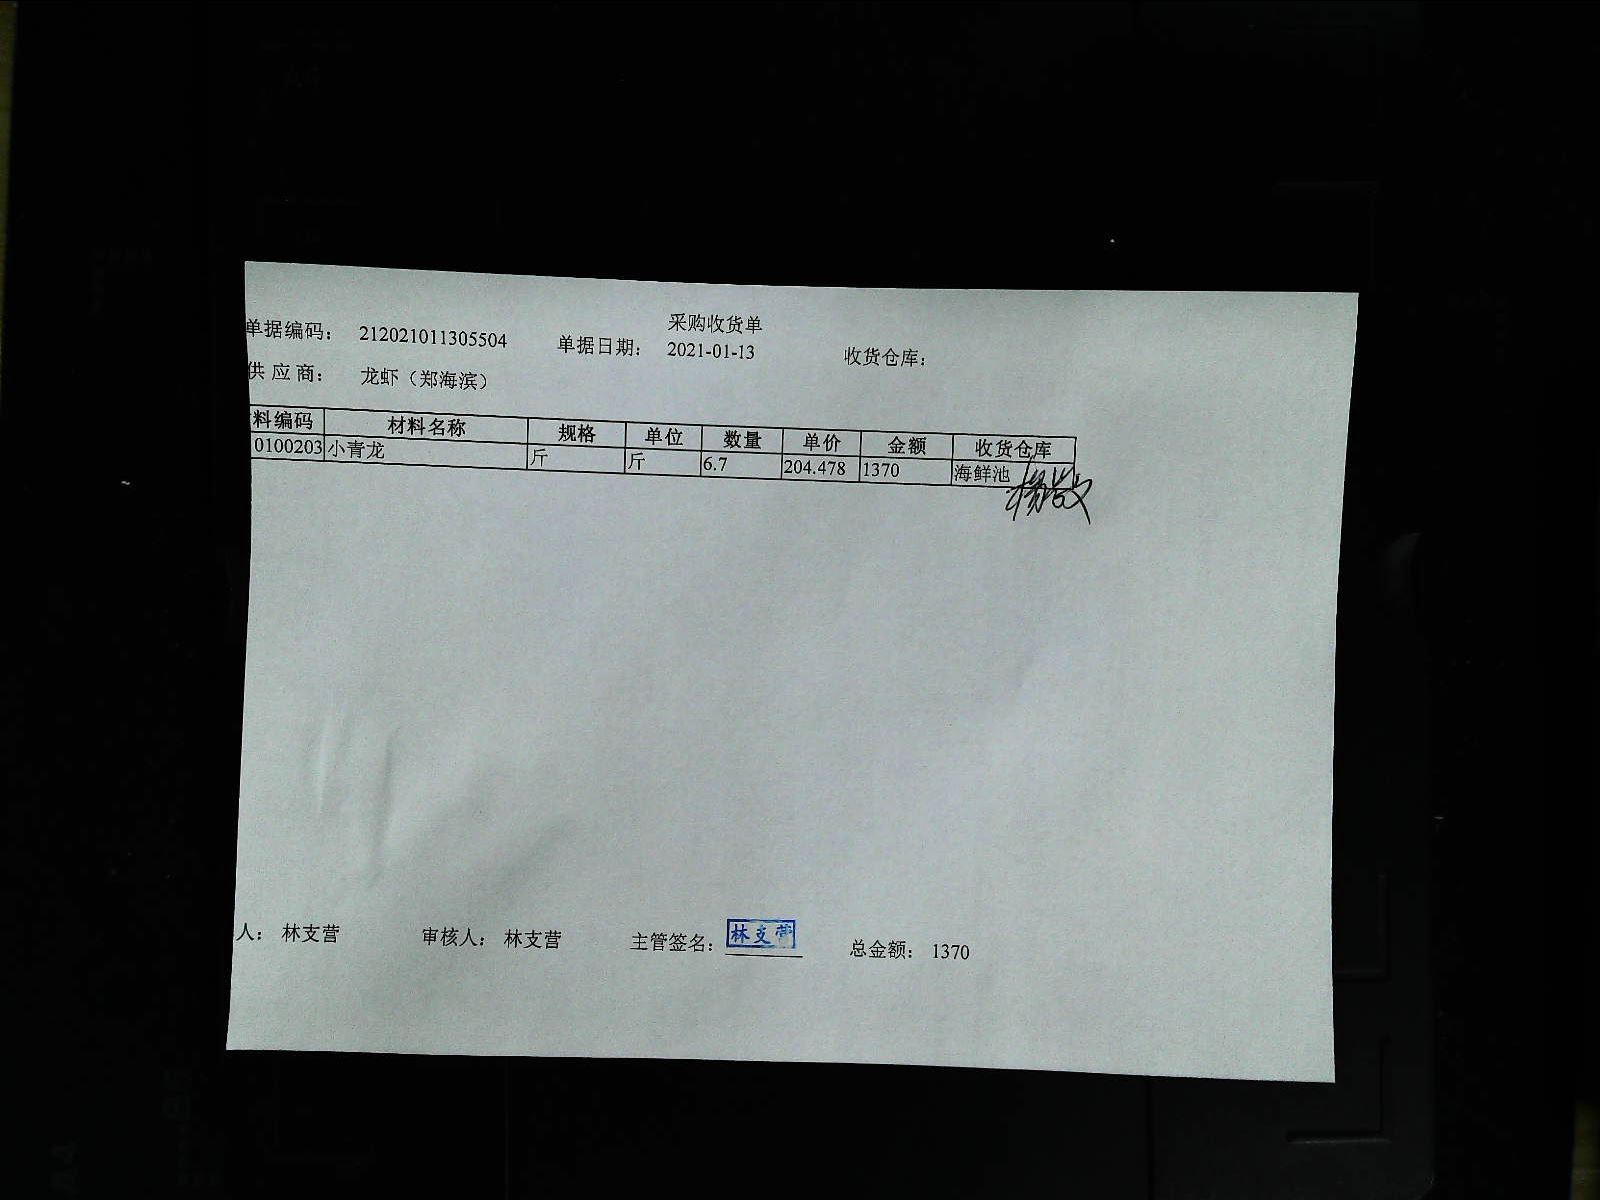 采购收货单
单据编码： 212021011305504 单据日期： 2021-01-13 收货仓库：
供应商： 龙虾（郑海滨）
料编码 材料名称 规格 单位 数量 单价 金额 收货仓库
0100203 小青龙 斤 斤 6.7 204.478 1370 海鲜池
人： 林支营 审核人： 林支营 主管签名： 林支营 总金额： 1370